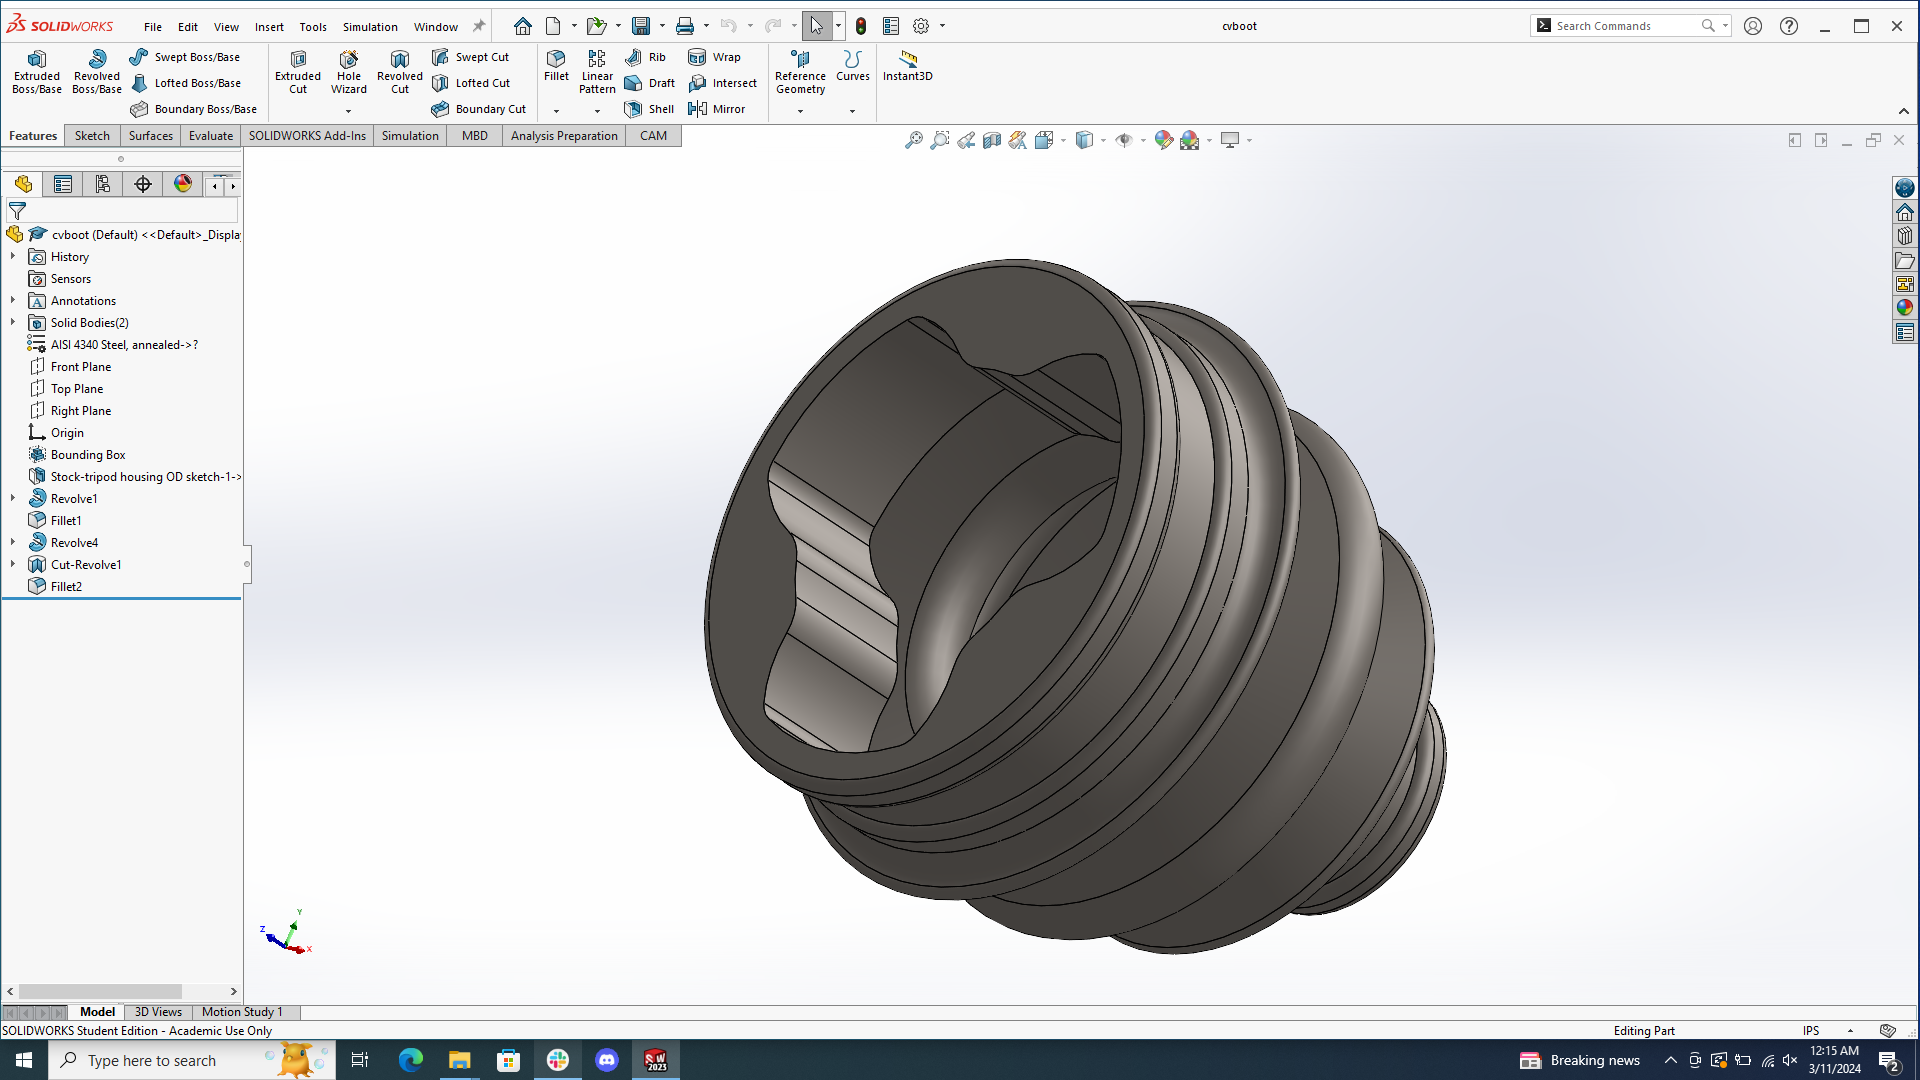 SOLIDWORKS File Edit View Insert Tools Simulation Window cvboot Search Commands
Extruded Boss/Base
Revolved Boss/Base
Swept Boss/Base
Lofted Boss/Base
Boundary Boss/Base
Extruded Cut
Hole Wizard
Revolved Cut
Swept Cut
Lofted Cut
Boundary Cut
Fillet
Linear Pattern
Rib
Draft
Shell
Wrap
Intersect
Mirror
Reference Geometry
Curves
Instant3D
Features Sketch Surfaces Evaluate SOLIDWORKS Add-Ins Simulation MBD Analysis Preparation CAM
cvboot (Default) <<Default>_Displa
History
Sensors
Annotations
Solid Bodies(2)
AISI 4340 Steel, annealed->?
Front Plane
Top Plane
Right Plane
Origin
Bounding Box
Stock-tripod housing OD sketch-1->
Revolve1
Fillet1
Revolve4
Cut-Revolve1
Fillet2
Y
Z
X
Model 3D Views Motion Study 1
SOLIDWORKS Student Edition - Academic Use Only Editing Part IPS
Type here to search
SW
2023
Breaking news
12:15 AM
3/11/2024
2